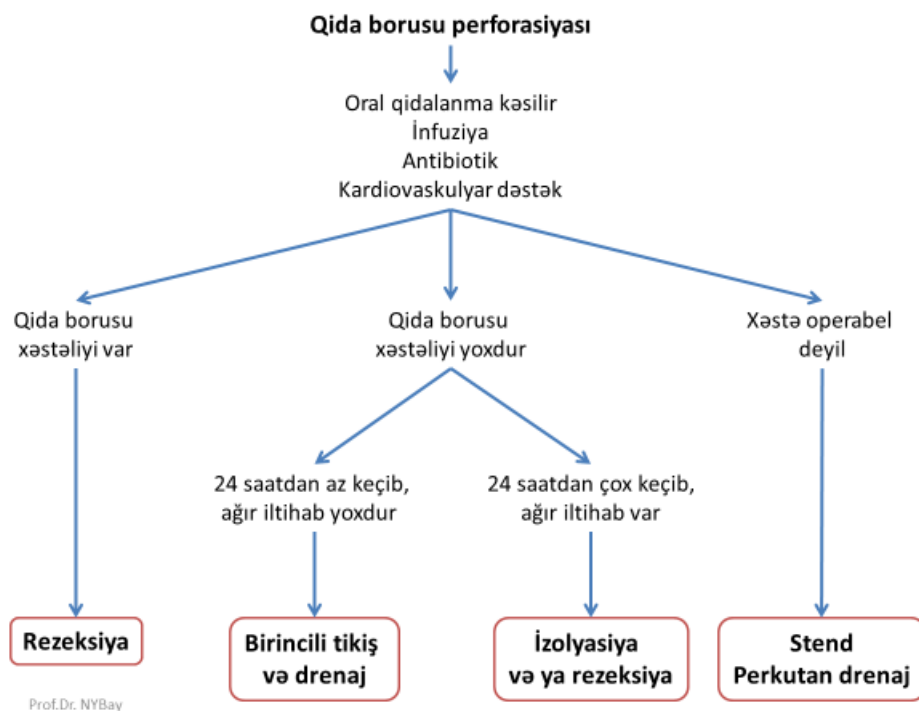 Qida borusu perforasiyası
Oral qidalanma kəsilir
İnfuziya
Antibiotik
Kardiovaskulyar dəstək
Qida borusu
xəstəliyi var
Qida borusu
xəstəliyi yoxdur
Xəstə operabel
deyil
24 saatdan az keçib,
ağır iltihab yoxdur
24 saatdan çox keçib,
ağır iltihab var
Rezeksiya
Birincili tikiş
və drenaj
İzolyasiya
və ya rezeksiya
Stend
Perkutan drenaj
Prof.Dr. NYBay